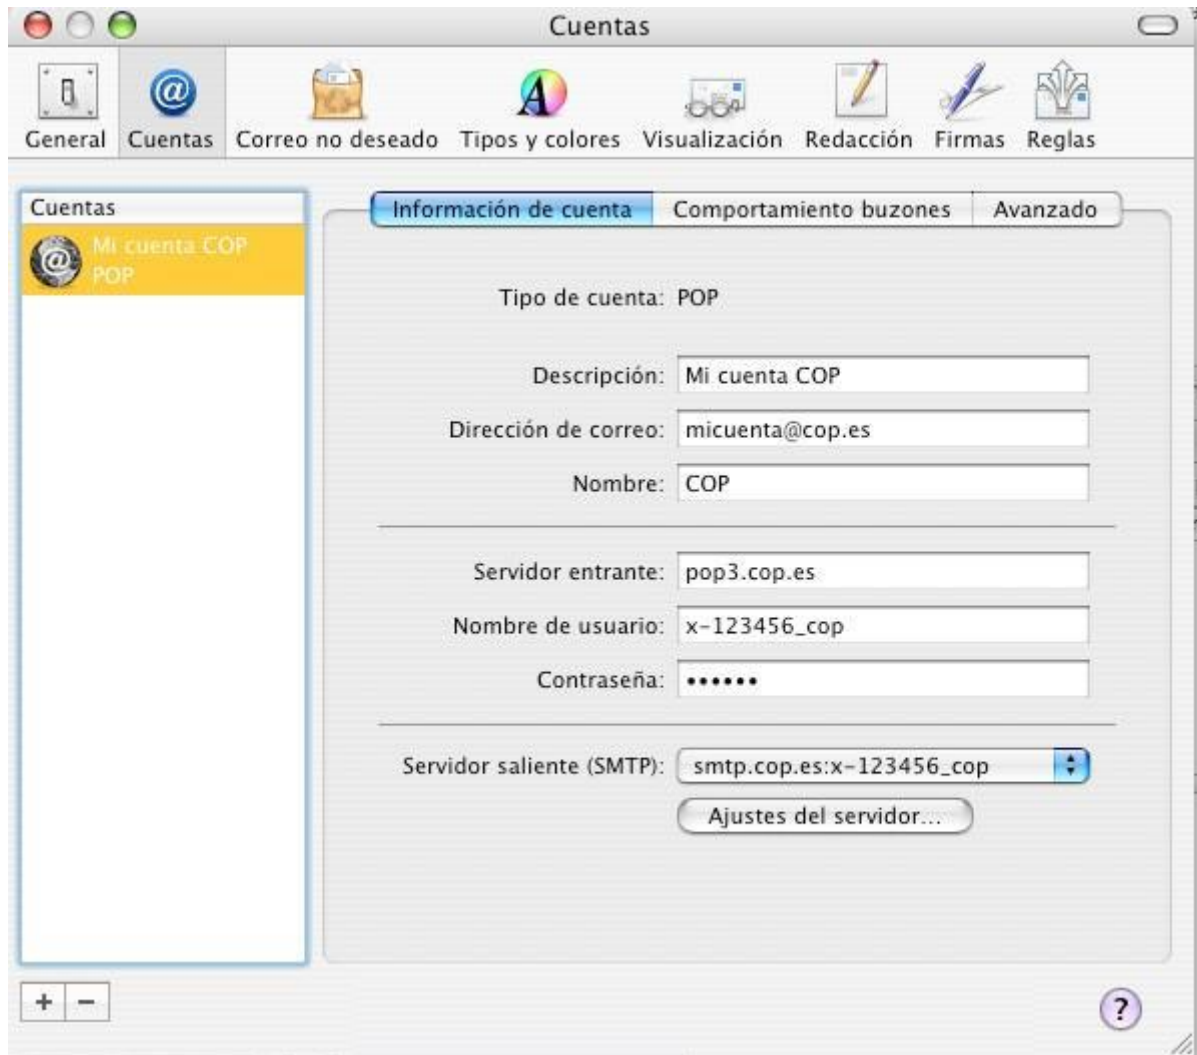 Cuentas
General Cuentas Correo no deseado Tipos y colores Visualización Redacción Firmas Reglas
Cuentas
Mi cuenta COP
POP
Información de cuenta Comportamiento buzones Avanzado
Tipo de cuenta: POP
Descripción: Mi cuenta COP
Dirección de correo: micuenta@cop.es
Nombre: COP
Servidor entrante: pop3.cop.es
Nombre de usuario: x-123456_cop
Contraseña: ••••••
Servidor saliente (SMTP): smtp.cop.es:x-123456_cop
Ajustes del servidor...
+ − ?